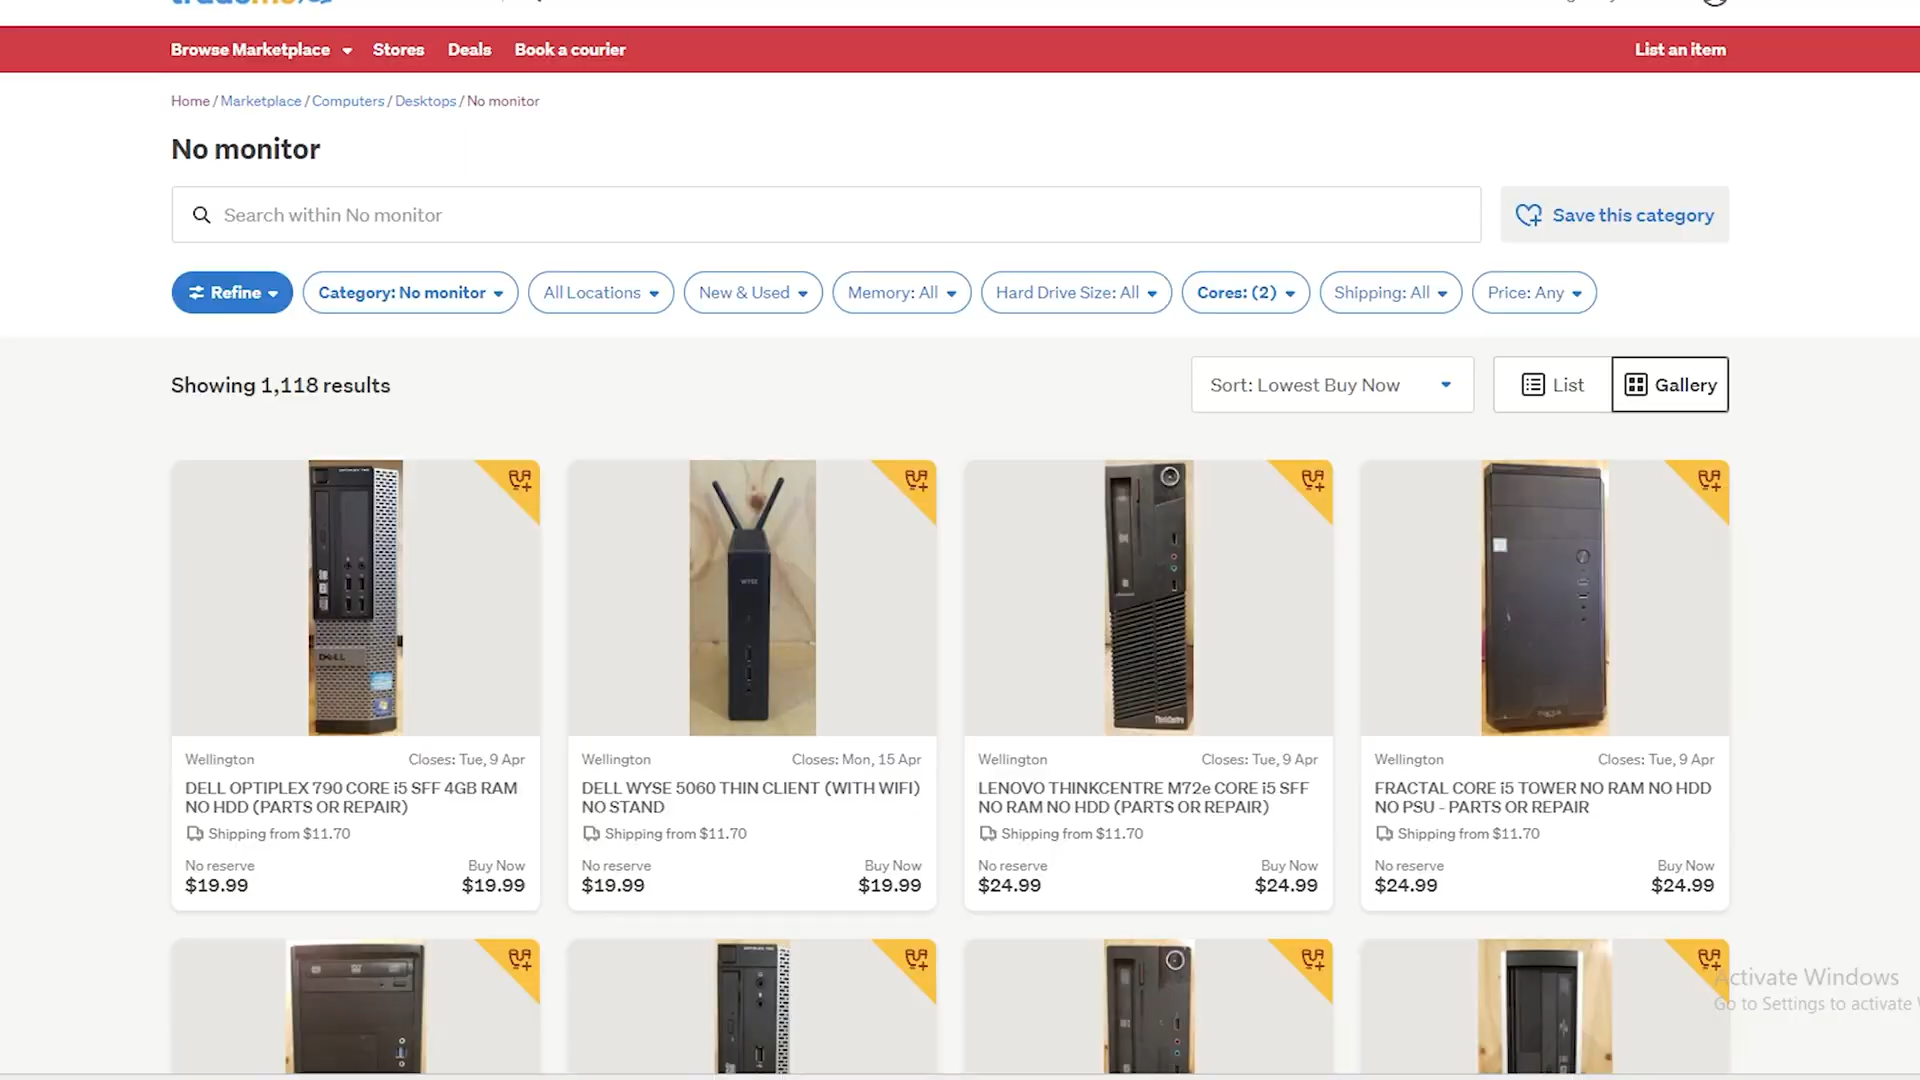 Browse Marketplace
Stores
Deals
Book a courier
List an item
Home / Marketplace / Computers / Desktops / No monitor
No monitor
Search within No monitor
Save this category
Refine
Category: No monitor
All Locations
New & Used
Memory: All
Hard Drive Size: All
Cores: (2)
Shipping: All
Price: Any
Showing 1,118 results
Sort: Lowest Buy Now
List
Gallery
DELL
WYSE
ThinkCentre
Wellington
Closes: Tue, 9 Apr
DELL OPTIPLEX 790 CORE i5 SFF 4GB RAM
NO HDD (PARTS OR REPAIR)
Shipping from $11.70
No reserve
Buy Now
$19.99
$19.99
Wellington
Closes: Mon, 15 Apr
DELL WYSE 5060 THIN CLIENT (WITH WIFI)
NO STAND
Shipping from $11.70
No reserve
Buy Now
$19.99
$19.99
Wellington
Closes: Tue, 9 Apr
LENOVO THINKCENTRE M72e CORE i5 SFF
NO RAM NO HDD (PARTS OR REPAIR)
Shipping from $11.70
No reserve
Buy Now
$24.99
$24.99
Wellington
Closes: Tue, 9 Apr
FRACTAL CORE i5 TOWER NO RAM NO HDD
NO PSU - PARTS OR REPAIR
Shipping from $11.70
No reserve
Buy Now
$24.99
$24.99
Activate Windows
Go to Settings to activate